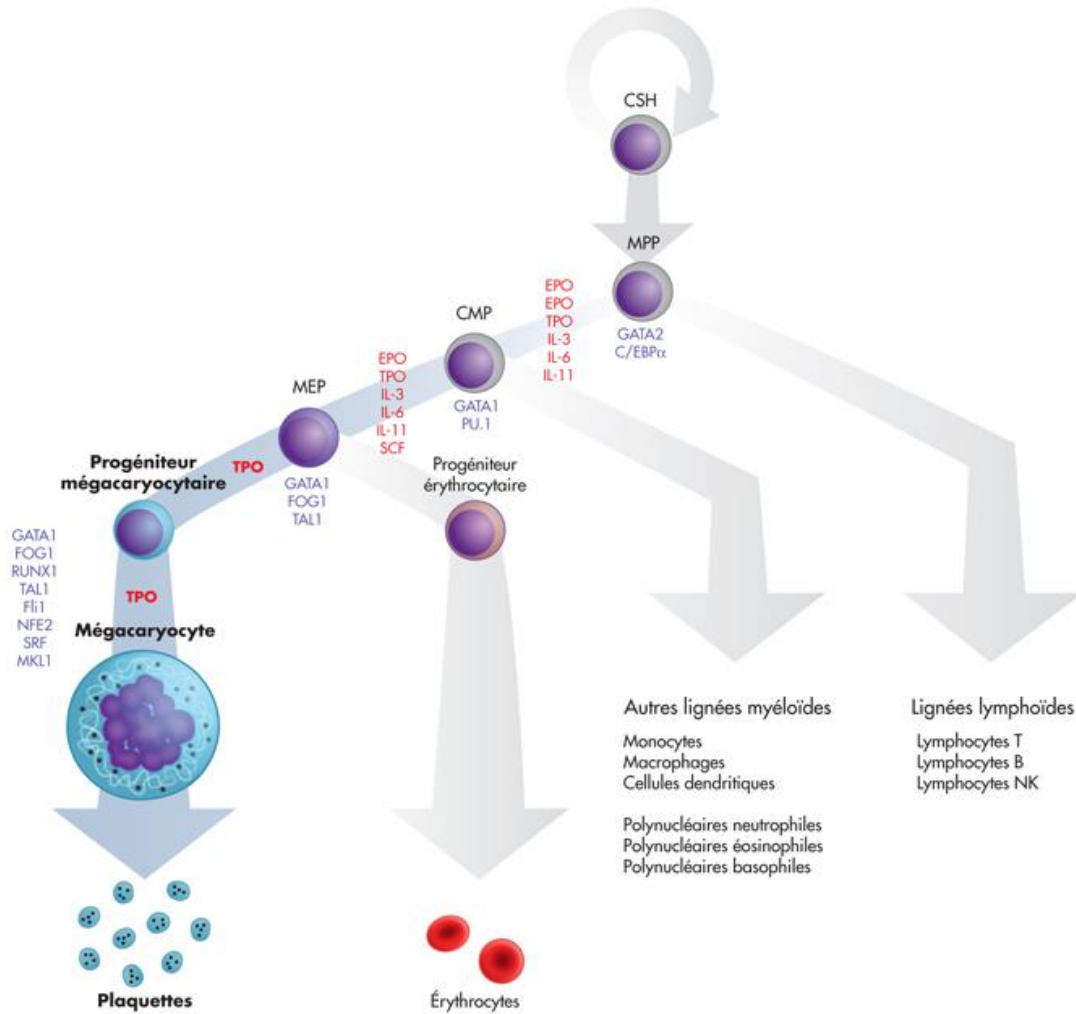 CSH
MPP
GATA2
C/EBPα
EPO
EPO
TPO
IL-3
IL-6
IL-11
CMP
GATA1
PU.1
EPO
TPO
IL-3
IL-6
IL-11
SCF
MEP
GATA1
FOG1
TAL1
TPO
Progéniteur
mégacaryocytaire
Progéniteur
érythrocytaire
GATA1
FOG1
RUNX1
TAL1
Fli1
NFE2
SRF
MKL1
TPO
Mégacaryocyte
Autres lignées myéloïdes
Monocytes
Macrophages
Cellules dendritiques
Polynucléaires neutrophiles
Polynucléaires éosinophiles
Polynucléaires basophiles
Lignées lymphoïdes
Lymphocytes T
Lymphocytes B
Lymphocytes NK
Plaquettes
Érythrocytes